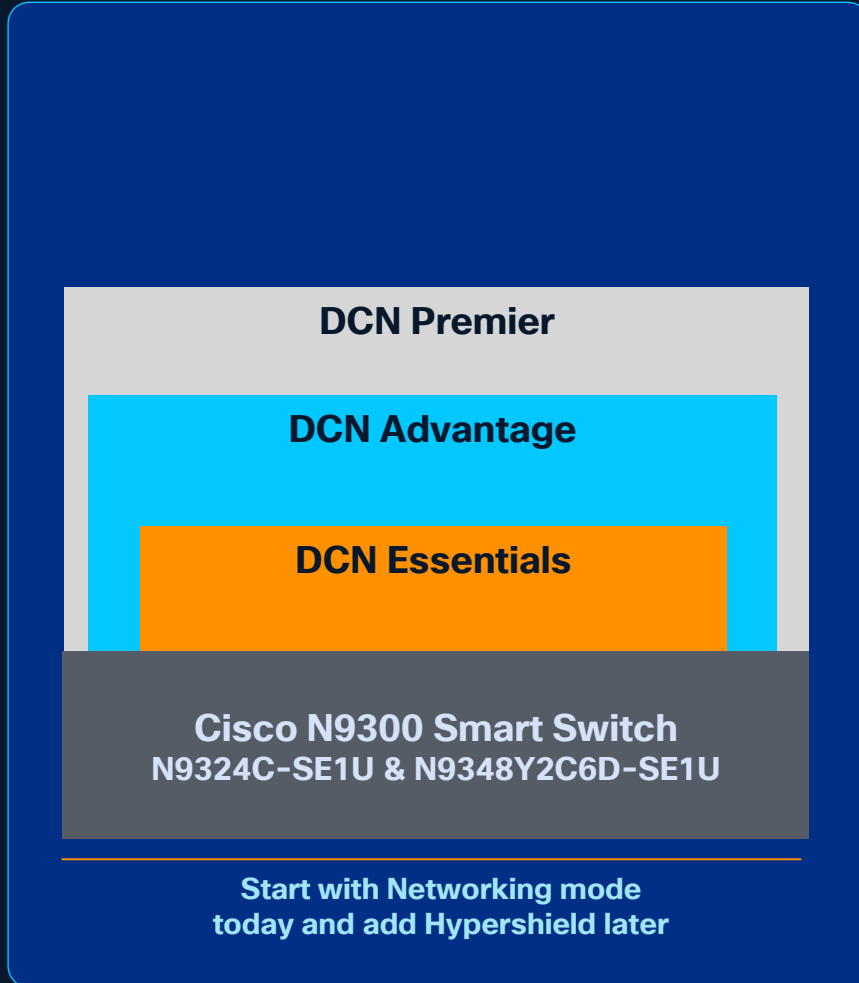 DCN Premier
DCN Advantage
DCN Essentials
Cisco N9300 Smart Switch
N9324C-SE1U & N9348Y2C6D-SE1U
Start with Networking mode
today and add Hypershield later